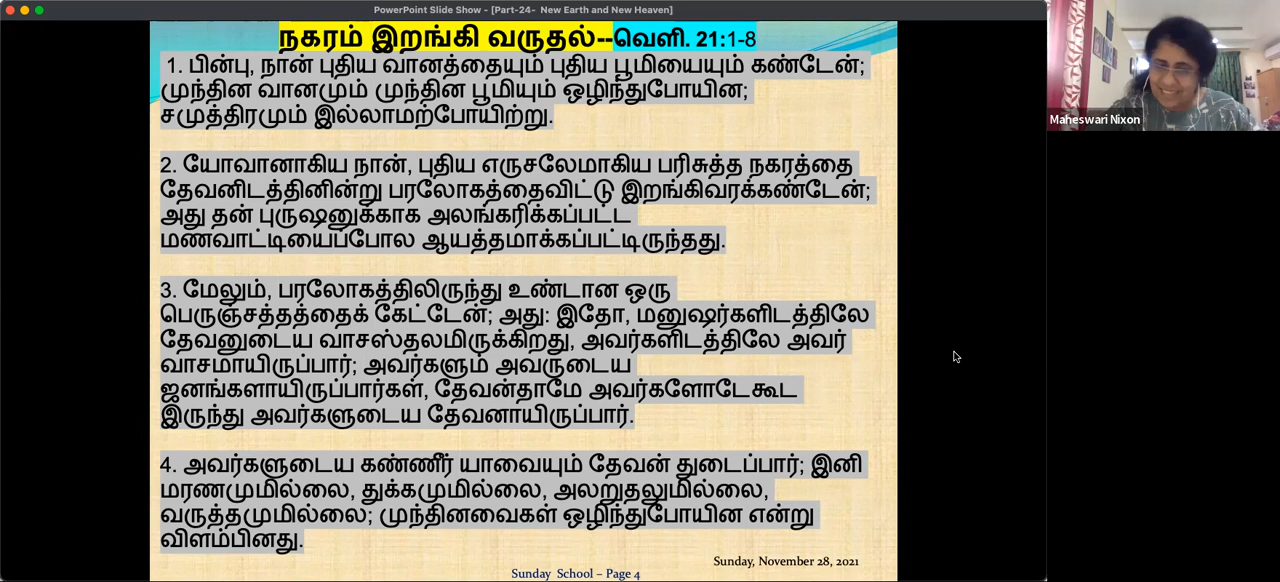 PowerPoint Slide Show - [Part-24- New Earth and New Heaven]
நகரம் இறங்கி வருதல்--வெளி. 21:1-8
1. பின்பு, நான் புதிய வானத்தையும் புதிய பூமியையும் கண்டேன்;
முந்தின வானமும் முந்தின பூமியும் ஒழிந்துபோயின;
சமுத்திரமும் இல்லாமற்போயிற்று.
2. யோவானாகிய நான், புதிய எருசலேமாகிய பரிசுத்த நகரத்தை
தேவனிடத்தினின்று பரலோகத்தைவிட்டு இறங்கிவரக்கண்டேன்;
அது தன் புருஷனுக்காக அலங்கரிக்கப்பட்ட
மணவாட்டியைப்போல ஆயத்தமாக்கப்பட்டிருந்தது.
3. மேலும், பரலோகத்திலிருந்து உண்டான ஒரு
பெருஞ்சத்தத்தைக் கேட்டேன்; அது: இதோ, மனுஷர்களிடத்திலே
தேவனுடைய வாசஸ்தலமிருக்கிறது, அவர்களிடத்திலே அவர்
வாசமாயிருப்பார்; அவர்களும் அவருடைய
ஜனங்களாயிருப்பார்கள், தேவன்தாமே அவர்களோடேகூட
இருந்து அவர்களுடைய தேவனாயிருப்பார்.
4. அவர்களுடைய கண்ணீர் யாவையும் தேவன் துடைப்பார்; இனி
மரணமுமில்லை, துக்கமுமில்லை, அலறுதலுமில்லை,
வருத்தமுமில்லை; முந்தினவைகள் ஒழிந்துபோயின என்று
விளம்பினது.
Sunday, November 28, 2021
Sunday School – Page 4
Maheswari Nixon